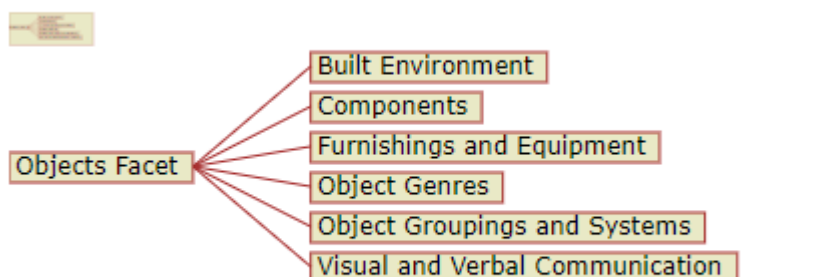 Built Environment
Components
Furnishings and Equipment
Objects Facet
Object Genres
Object Groupings and Systems
Visual and Verbal Communication